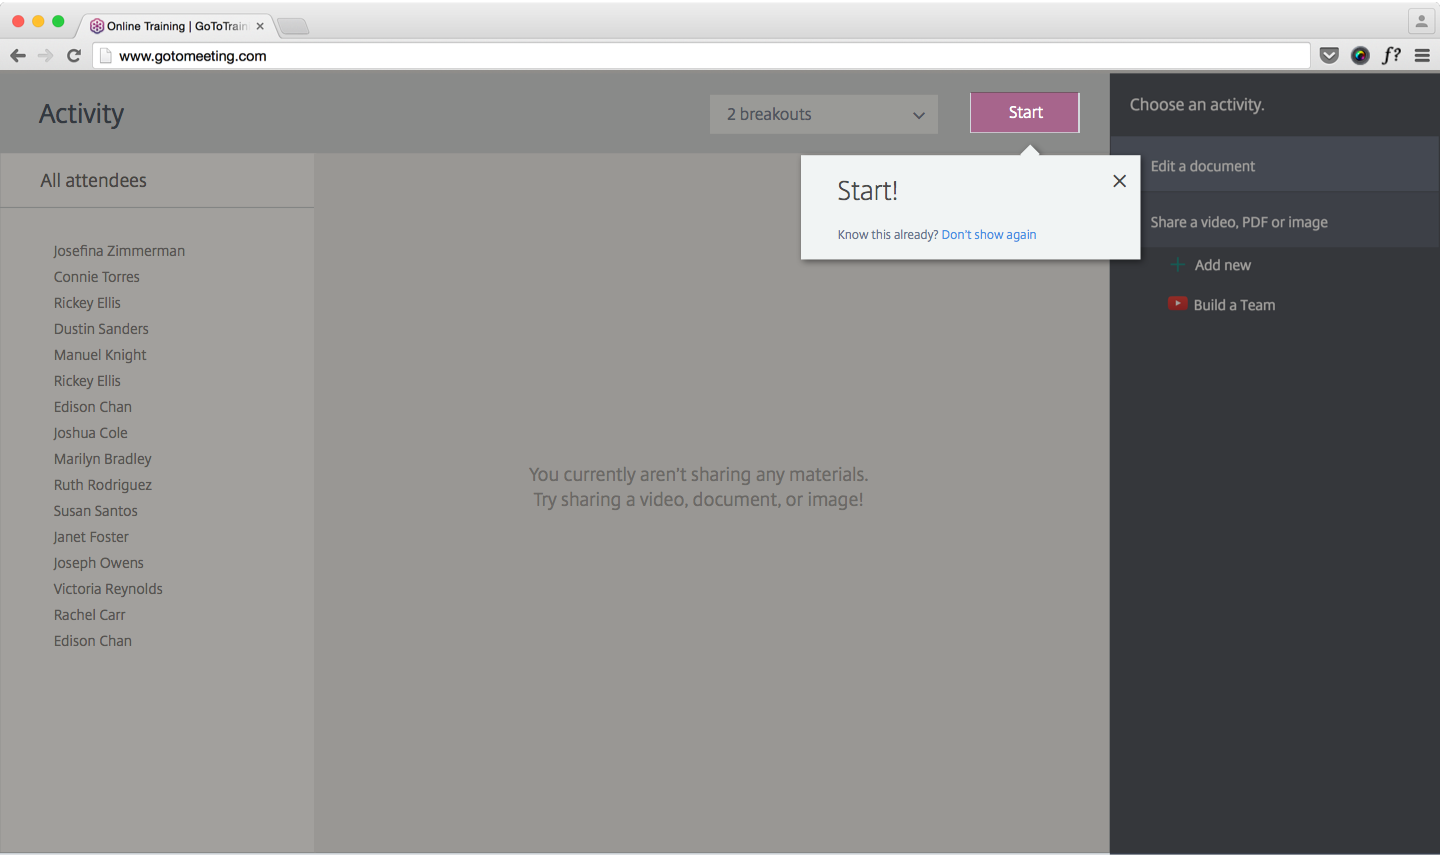 Online Training | GoToTrain
www.gotomeeting.com
f?
Activity
2 breakouts
Start
Choose an activity.
All attendees
Start!
Know this already? Don't show again
Edit a document
Share a video, PDF or image
Add new
Build a Team
Josefina Zimmerman
Connie Torres
Rickey Ellis
Dustin Sanders
Manuel Knight
Rickey Ellis
Edison Chan
Joshua Cole
Marilyn Bradley
Ruth Rodriguez
Susan Santos
Janet Foster
Joseph Owens
Victoria Reynolds
Rachel Carr
Edison Chan
You currently aren't sharing any materials.
Try sharing a video, document, or image!